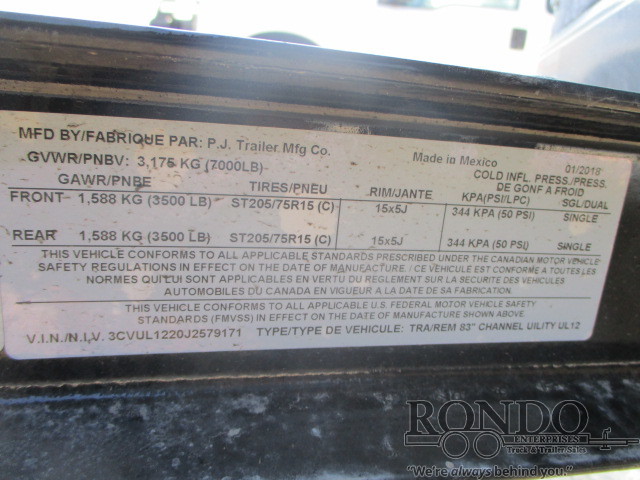 MFD BY/FABRIQUE PAR: P.J. Trailer Mfg Co. Made in Mexico 01/2018
GVWR/PNBV: 3,175 KG (7000LB) COLD INFL. PRESS./PRESS.
DE GONF A FROID
GAWR/PNBE TIRES/PNEU RIM/JANTE KPA(PSI/LPC) SGL/DUAL
FRONT 1,588 KG (3500 LB) ST205/75R15 (C) 15x5J 344 KPA (50 PSI) SINGLE
REAR 1,588 KG (3500 LB) ST205/75R15 (C) 15x5J 344 KPA (50 PSI) SINGLE
THIS VEHICLE CONFORMS TO ALL APPLICABLE STANDARDS PRESCRIBED UNDER THE CANADIAN MOTOR VEHICLE
SAFETY REGULATIONS IN EFFECT ON THE DATE OF MANUFACTURE. / CE VÉHICULE EST CONFORME A TOUTES LES
NORMES QUI LUI SONT APPLICABLES EN VERTU DU REGLEMENT SUR LA SECURITE DES VEHICULES
AUTOMOBILES DU CANADA EN VIGUEUR A LA DATE DE SA FABRICATION.
THIS VEHICLE CONFORMS TO ALL APPLICABLE U.S. FEDERAL MOTOR VEHICLE SAFETY
STANDARDS (FMVSS) IN EFFECT ON THE DATE OF MANUFACTURE SHOWN ABOVE.
V.I.N./N.I.V. 3CVUL1220J2579171 TYPE/TYPE DE VEHICULE: TRA/REM 83" CHANNEL UILITY UL12
RONDO
ENTERPRISES
Truck & Trailer Sales
"We're always behind you."